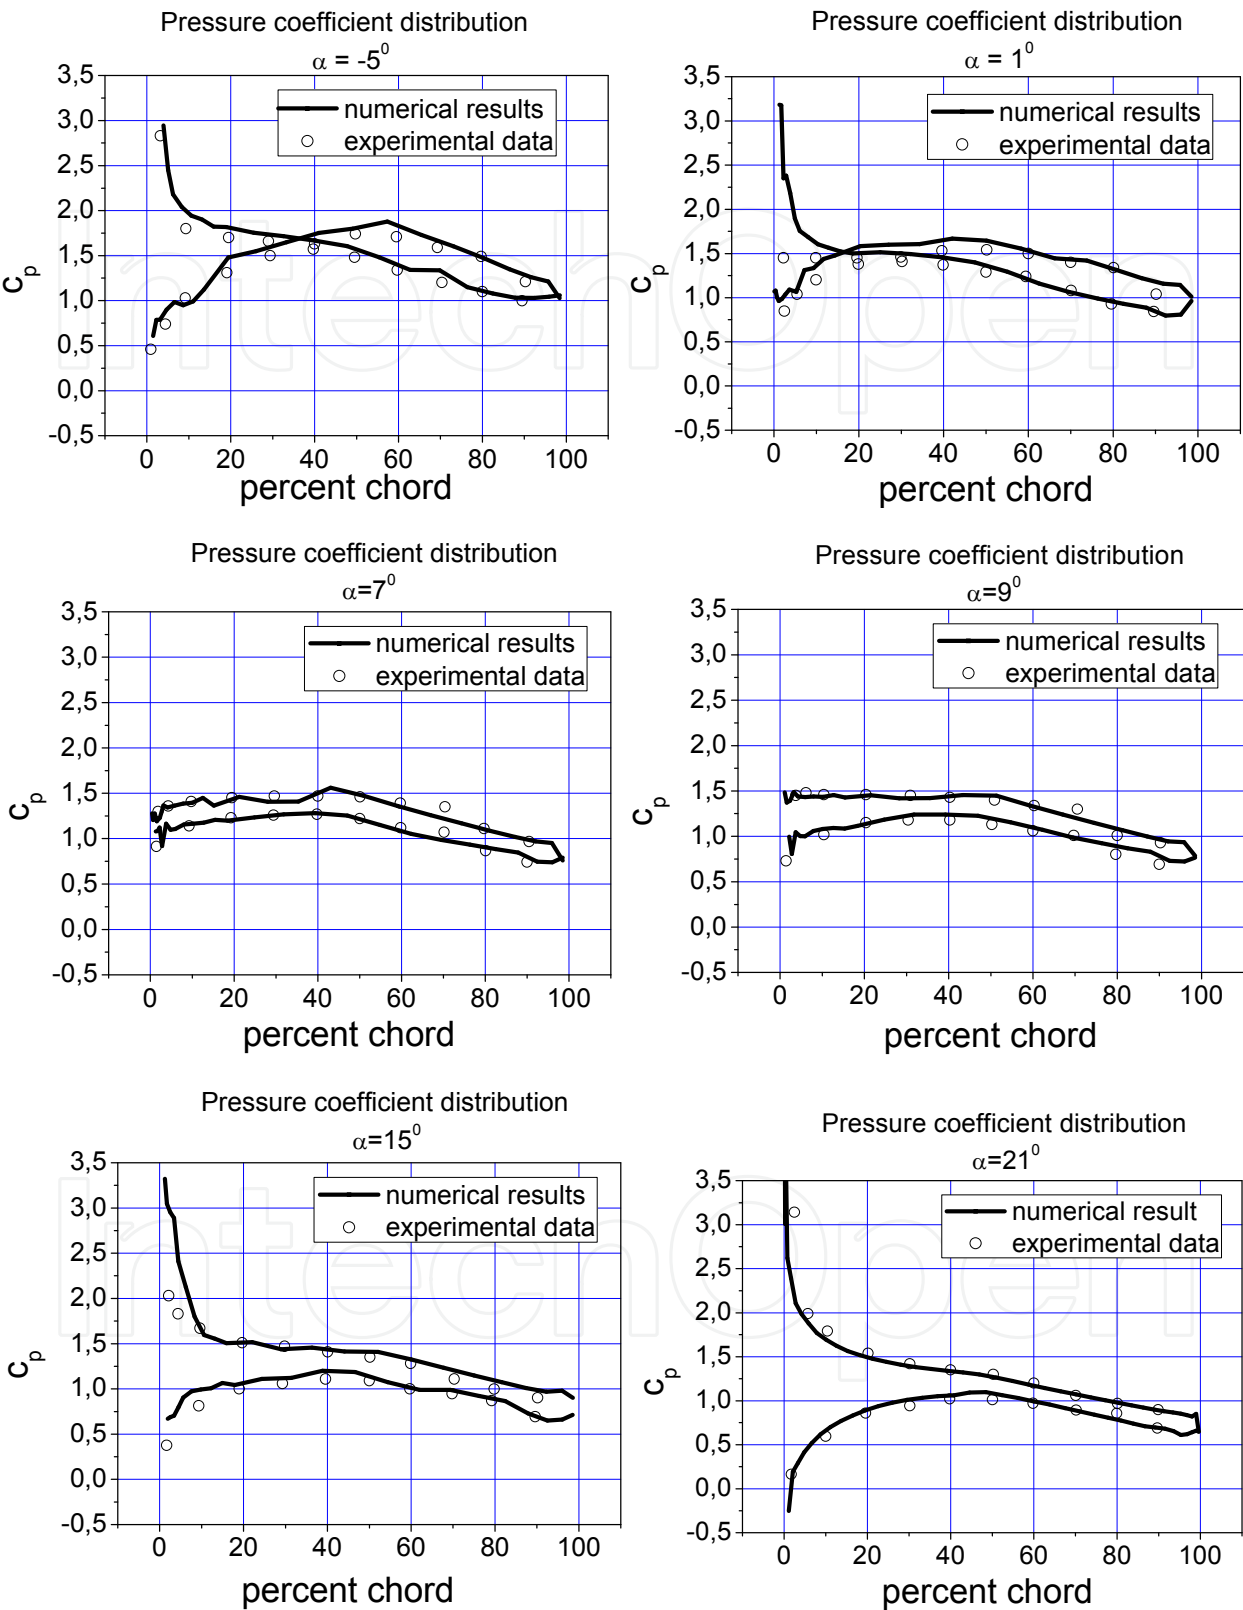 Pressure coefficient distribution
α = -5⁰
3,5
3,0
2,5
2,0
1,5
1,0
0,5
0,0
-0,5
c_p
numerical results
experimental data
0 20 40 60 80 100
percent chord
Pressure coefficient distribution
α = 1⁰
3,5
3,0
2,5
2,0
1,5
1,0
0,5
0,0
-0,5
c_p
numerical results
experimental data
0 20 40 60 80 100
percent chord
Pressure coefficient distribution
α=7⁰
3,5
3,0
2,5
2,0
1,5
1,0
0,5
0,0
-0,5
c_p
numerical results
experimental data
0 20 40 60 80 100
percent chord
Pressure coefficient distribution
α=9⁰
3,5
3,0
2,5
2,0
1,5
1,0
0,5
0,0
-0,5
c_p
numerical results
experimental data
0 20 40 60 80 100
percent chord
Pressure coefficient distribution
α=15⁰
3,5
3,0
2,5
2,0
1,5
1,0
0,5
0,0
-0,5
c_p
numerical results
experimental data
0 20 40 60 80 100
percent chord
Pressure coefficient distribution
α=21⁰
3,5
3,0
2,5
2,0
1,5
1,0
0,5
0,0
-0,5
c_p
numerical result
experimental data
0 20 40 60 80 100
percent chord
IntechOpen
IntechOpen